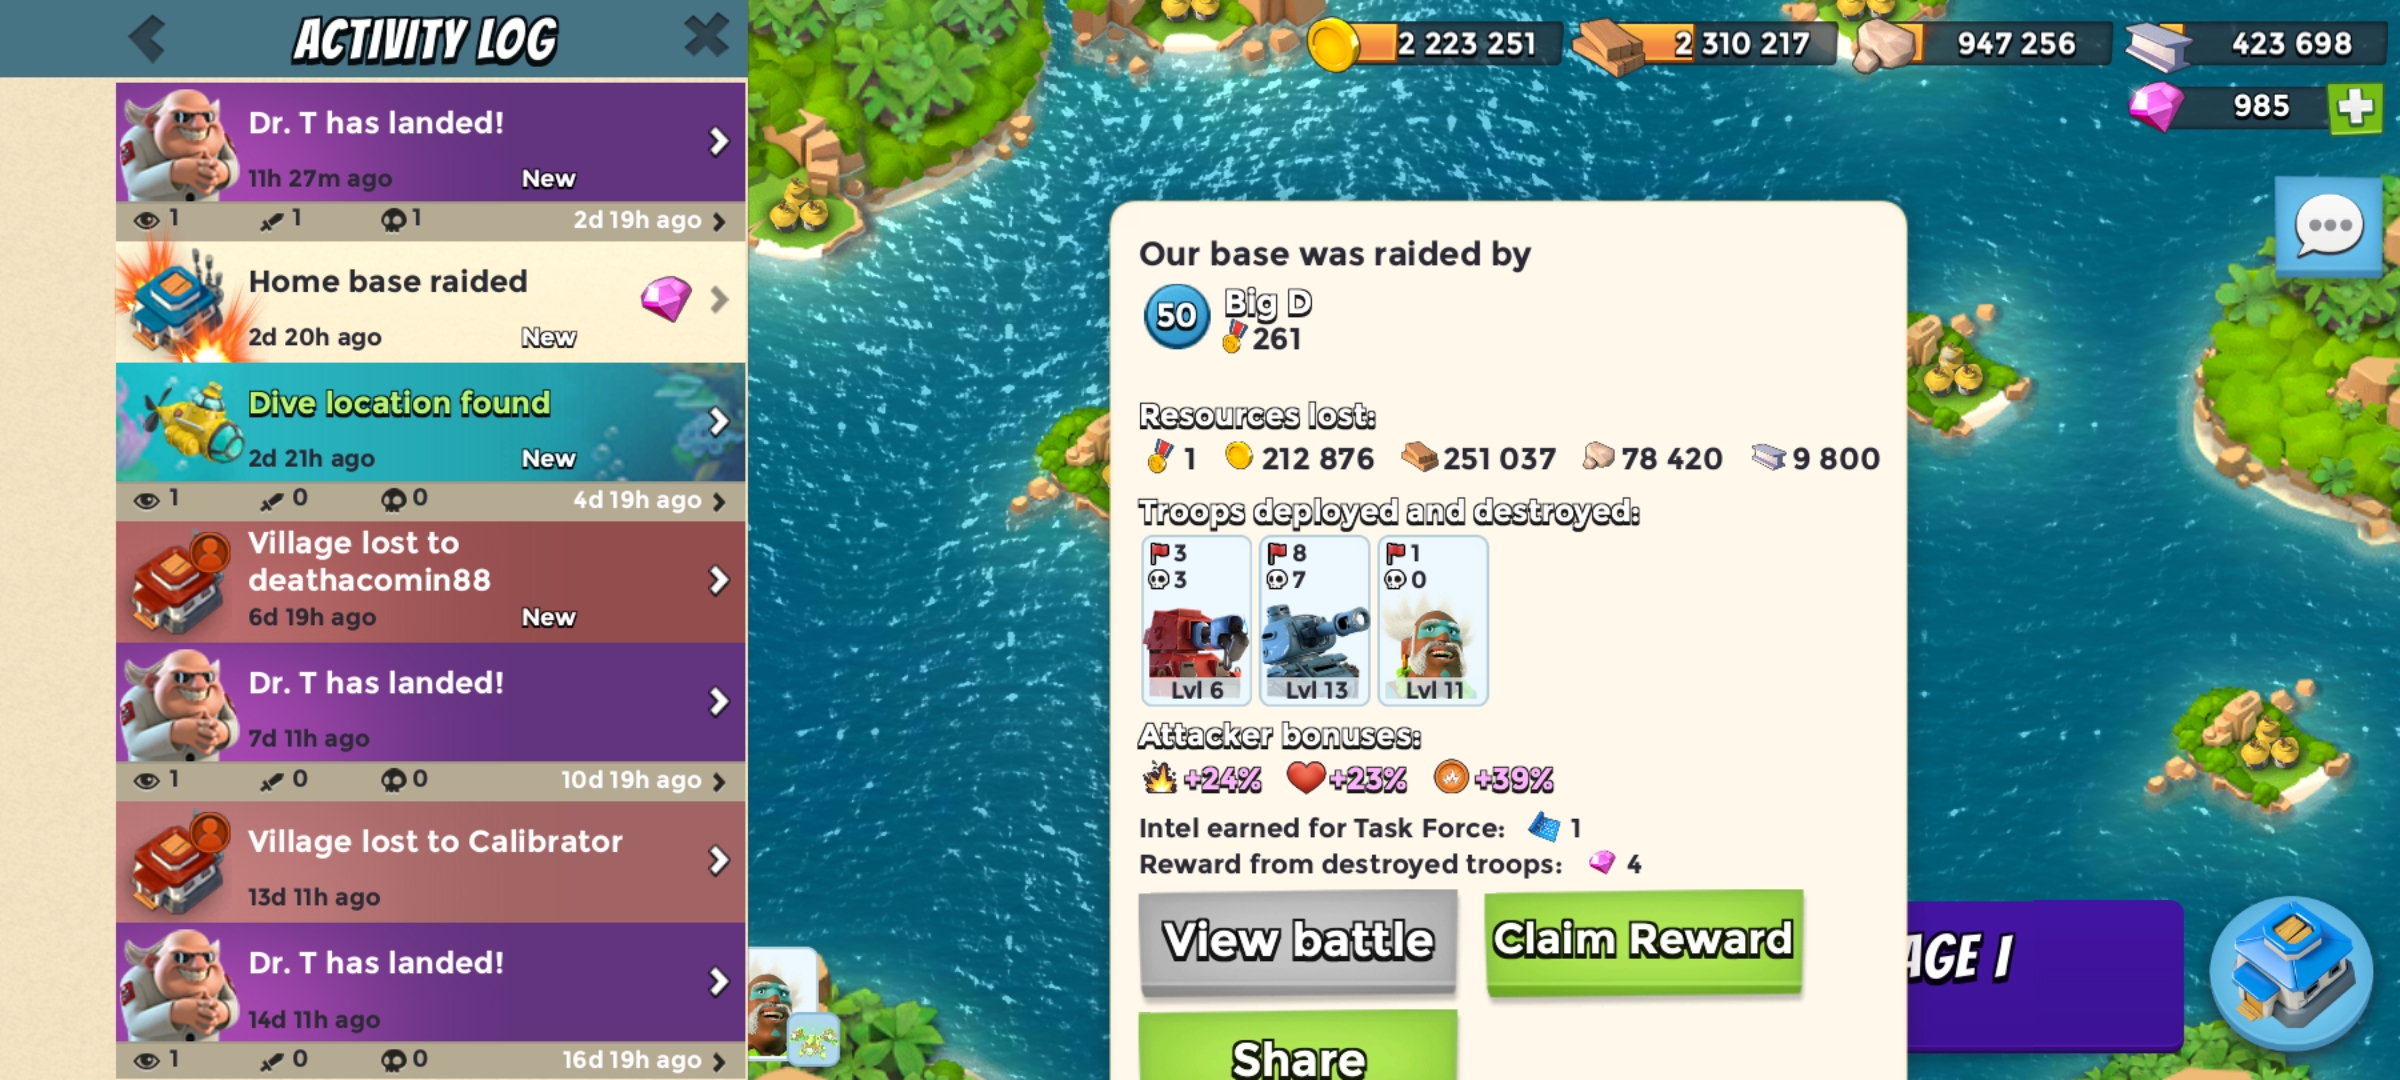 ACTIVITY LOG
Dr. T has landed!
11h 27m ago New
1 1 1 2d 19h ago
Home base raided
2d 20h ago New
Dive location found
2d 21h ago New
1 0 0 4d 19h ago
Village lost to
deathacomin88
6d 19h ago New
Dr. T has landed!
7d 11h ago
1 0 0 10d 19h ago
Village lost to Calibrator
13d 11h ago
Dr. T has landed!
14d 11h ago
1 0 0 16d 19h ago
2 223 251 2 310 217 947 256 423 698
985
Our base was raided by
50 Big D
261
Resources lost:
1 212 876 251 037 78 420 9 800
Troops deployed and destroyed:
3 8 1
3 7 0
Lvl 6 Lvl 13 Lvl 11
Attacker bonuses:
+24% +23% +39%
Intel earned for Task Force: 1
Reward from destroyed troops: 4
View battle Claim Reward
Share
AGE I